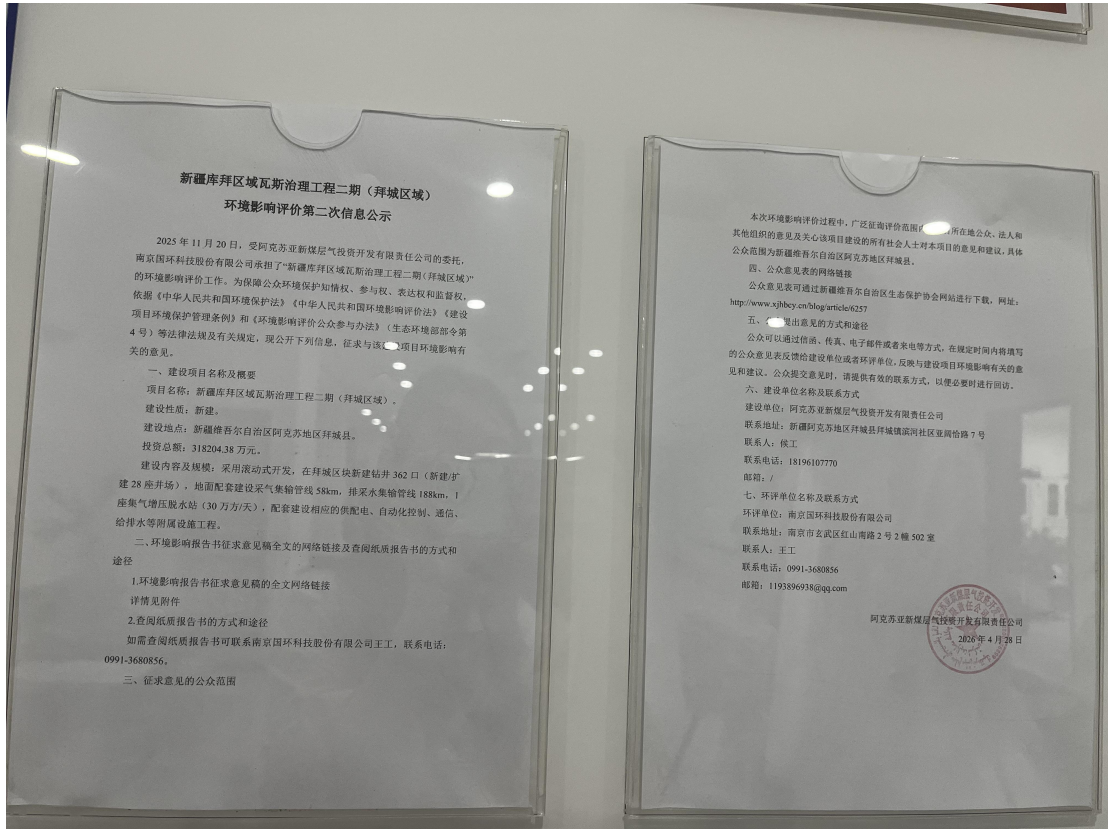 新疆库拜区域瓦斯治理工程二期（拜城区域）
环境影响评价第二次信息公示
2025 年 11 月 20 日，受阿克苏亚新煤层气投资开发有限责任公司的委托，
南京国环科技股份有限公司承担了“新疆库拜区域瓦斯治理工程二期（拜城区域）”
的环境影响评价工作。为保障公众环境保护知情权、参与权、表达权和监督权，
依据《中华人民共和国环境保护法》《中华人民共和国环境影响评价法》《建设
项目环境保护管理条例》和《环境影响评价公众参与办法》（生态环境部部令第
4 号）等法律法规及有关规定，现公开下列信息，征求与该项目环境影响有
关的意见。
一、建设项目名称及概要
项目名称：新疆库拜区域瓦斯治理工程二期（拜城区域）。
建设性质：新建。
建设地点：新疆维吾尔自治区阿克苏地区拜城县。
投资总额：318204.38 万元。
建设内容及规模：采用滚动式开发，在拜城区块新建钻井 362 口（新建/扩
建 28 座井场），地面配套建设采气集输管线 58km，排采水集输管线 188km，1
座集气增压脱水站（30 万方/天），配套建设相应的供配电、自动化控制、通信、
给排水等附属设施工程。
二、环境影响报告书征求意见稿全文的网络链接及查阅纸质报告书的方式和
途径
1.环境影响报告书征求意见稿的全文网络链接
详情见附件
2.查阅纸质报告书的方式和途径
如需查阅纸质报告书可联系南京国环科技股份有限公司王工，联系电话：
0991-3680856。
三、征求意见的公众范围
本次环境影响评价过程中，广泛征询评价范围所在地公众、法人和
其他组织的意见及关心该项目建设的所有社会人士对本项目的意见和建议，具体
公众范围为新疆维吾尔自治区阿克苏地区拜城县。
四、公众意见表的网络链接
公众意见表可通过新疆维吾尔自治区生态保护协会网站进行下载，网址：
http://www.xjhbcy.cn/blog/article/6257
五、提出意见的方式和途径
公众可以通过信函、传真、电子邮件或者来电等方式，在规定时间内将填写
的公众意见表反馈给建设单位或者环评单位，反映与建设项目环境影响有关的意
见和建议。公众提交意见时，请提供有效的联系方式，以便必要时进行回访。
六、建设单位名称及联系方式
建设单位：阿克苏亚新煤层气投资开发有限责任公司
联系地址：新疆阿克苏地区拜城县拜城镇滨河社区亚阔恰路 7 号
联系人：候工
联系电话：18196107770
邮箱：/
七、环评单位名称及联系方式
环评单位：南京国环科技股份有限公司
联系地址：南京市玄武区红山南路 2 号 2 幢 502 室
联系人：王工
联系电话：0991-3680856
邮箱：1193896938@qq.com
阿克苏亚新煤层气投资开发有限责任公司
2026 年 4 月 28 日